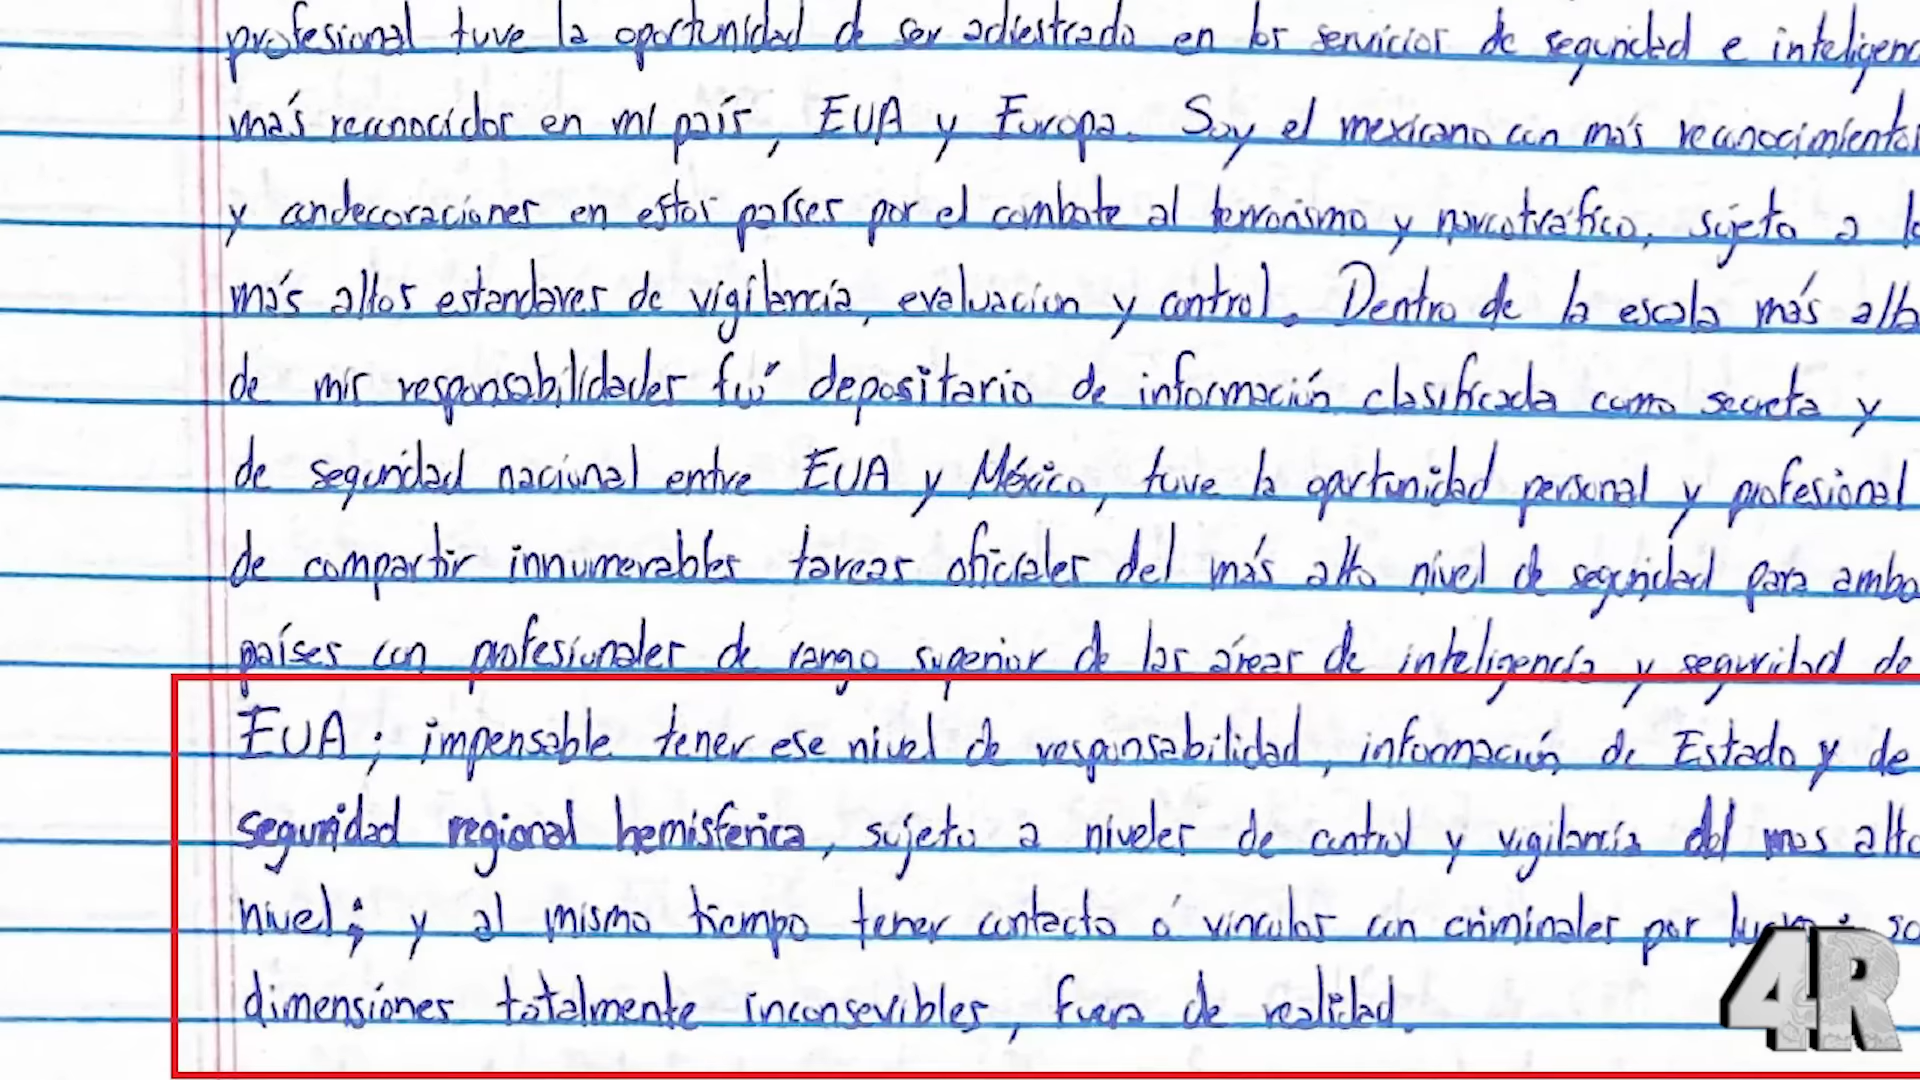 profesional tuve la oportunidad de ser adiestrado en los servicios de seguridad e inteligenc
más reconocidos en mi país, EUA y Europa. Soy el mexicano con más reconocimientos
y condecoraciones en estos países por el combate al terrorismo y narcotráfico, sujeto a lo
más altos estandares de vigilancia, evaluacion y control. Dentro de la escala más alta
de mis responsabilidades fuí depositario de información clasificada como secreta y
de seguridad nacional entre EUA y México, tuve la oportunidad personal y profesional
de compartir innumerables tareas oficiales del más alto nivel de seguridad para ambo
países con profesionales de rango superior de las áreas de inteligencia y seguridad de
EUA; impensable tener ese nivel de responsabilidad, información de Estado y de
seguridad regional hemisferica, sujeto a niveles de control y vigilancia del mas alto
nivel; y al mismo tiempo tener contacto ó vinculos con criminales por so
dimensiones totalmente inconsevibles, fuera de realidad.
4R